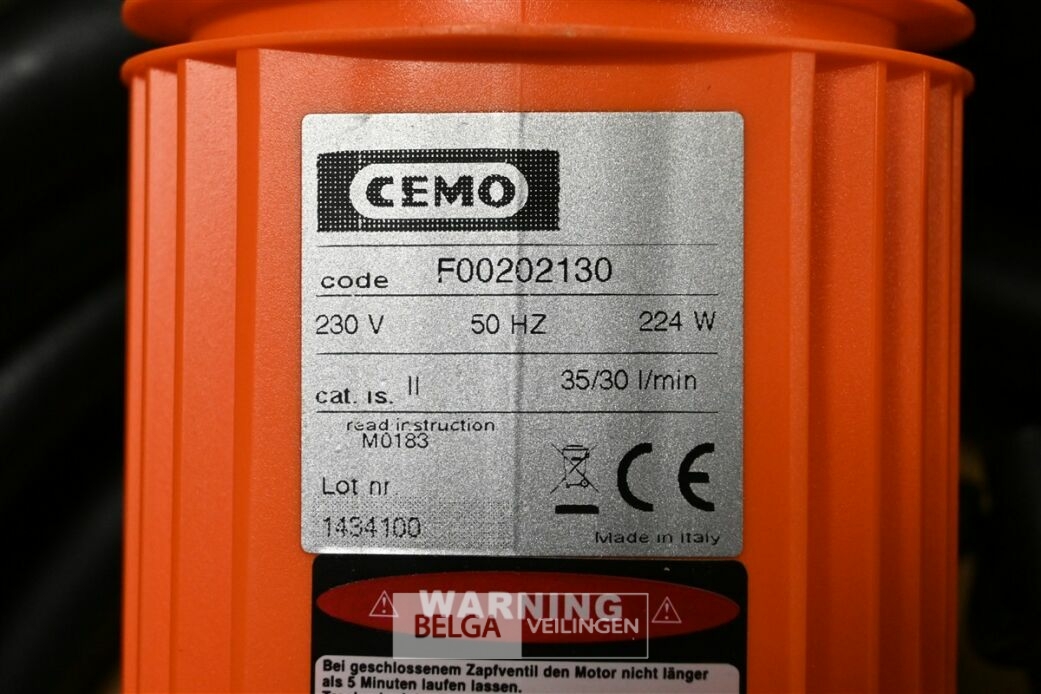 CEMO
code F00202130
230 V 50 HZ 224 W
cat. is. II 35/30 l/min
read instruction
M0183
Lot nr
1434100
Made in Italy
WARNING
BELGA VEILINGEN
Bei geschlossenem Zapfventil den Motor nicht länger
als 5 Minuten laufen lassen.